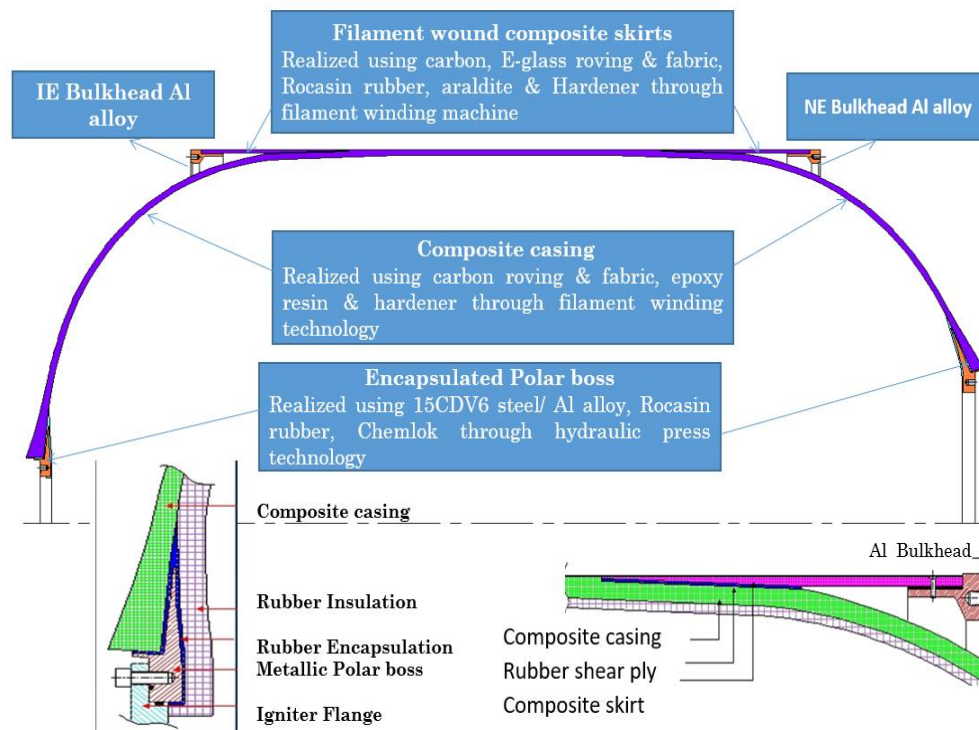 Filament wound composite skirts
Realized using carbon, E-glass roving & fabric,
Rocasin rubber, araldite & Hardener through
filament winding machine
IE Bulkhead Al
alloy
NE Bulkhead Al alloy
Composite casing
Realized using carbon roving & fabric, epoxy
resin & hardener through filament winding
technology
Encapsulated Polar boss
Realized using 15CDV6 steel/ Al alloy, Rocasin
rubber, Chemlok through hydraulic press
technology
Composite casing
Rubber Insulation
Rubber Encapsulation
Metallic Polar boss
Igniter Flange
Al Bulkhead
Composite casing
Rubber shear ply
Composite skirt